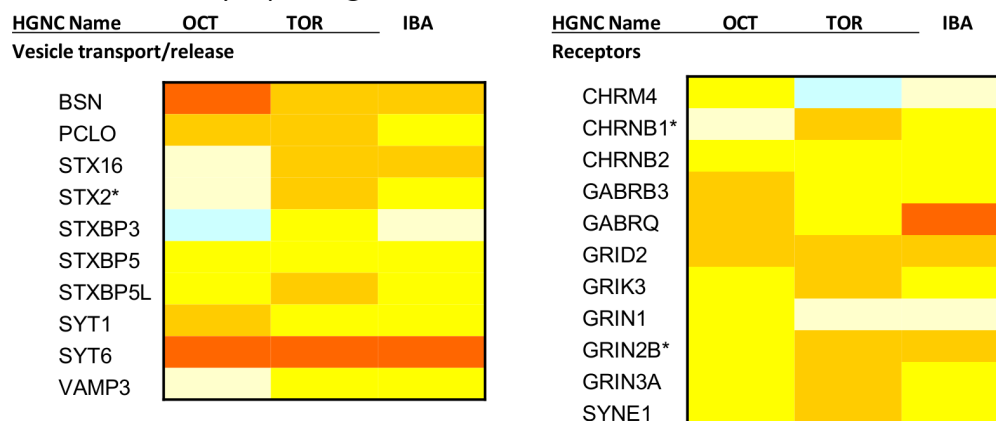 HGNC Name OCT TOR IBA
Vesicle transport/release
BSN
PCLO
STX16
STX2*
STXBP3
STXBP5
STXBP5L
SYT1
SYT6
VAMP3
HGNC Name OCT TOR IBA
Receptors
CHRM4
CHRNB1*
CHRNB2
GABRB3
GABRQ
GRID2
GRIK3
GRIN1
GRIN2B*
GRIN3A
SYNE1